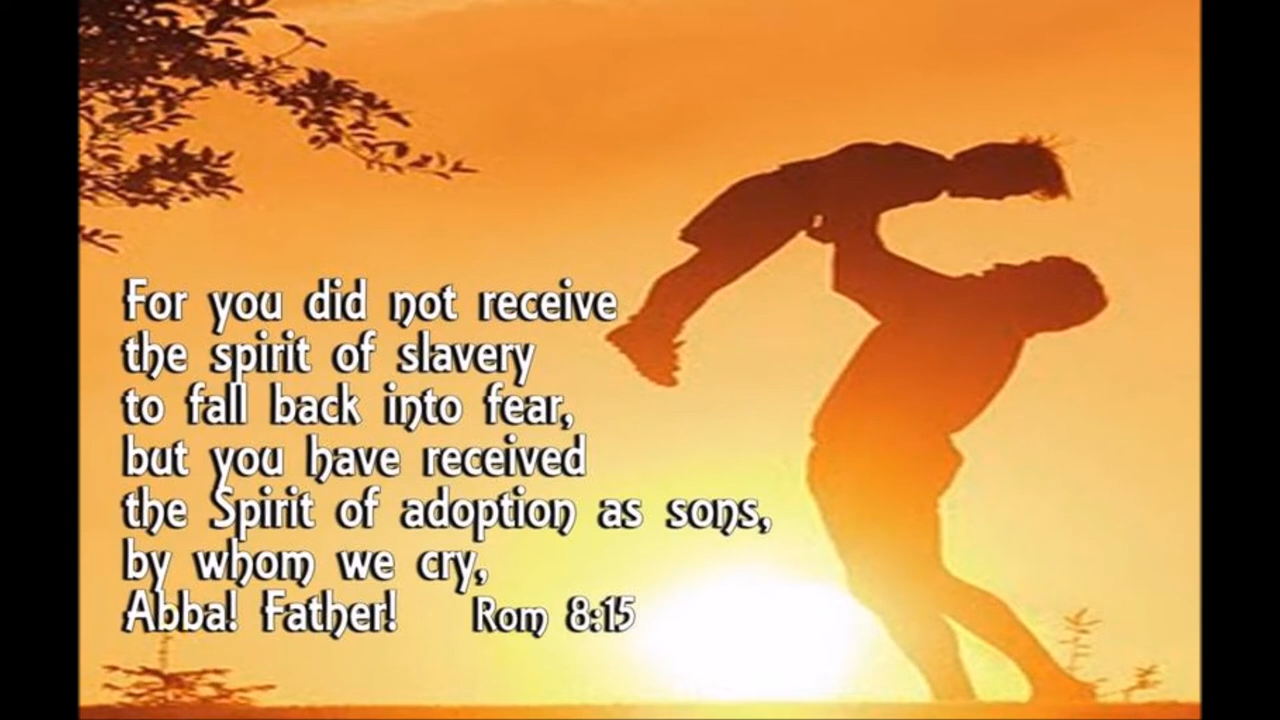 For you did not receive
the spirit of slavery
to fall back into fear,
but you have received
the Spirit of adoption as sons,
by whom we cry,
Abba! Father! Rom 8:15